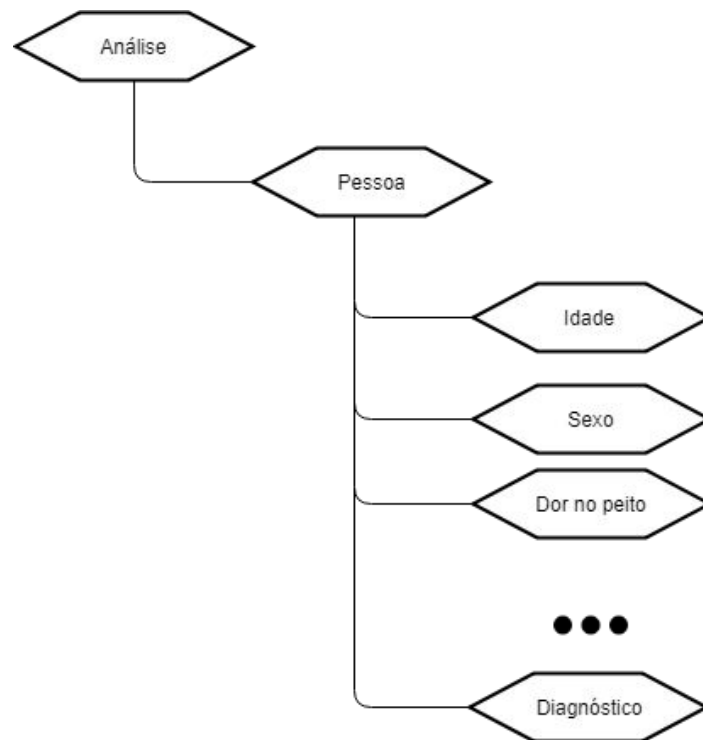 Análise
Pessoa
Idade
Sexo
Dor no peito
Diagnóstico